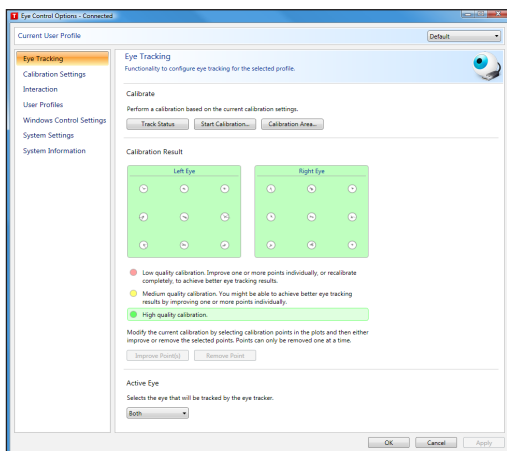 Eye Control Options - Connected
Current User Profile
Default
Eye Tracking
Calibration Settings
Interaction
User Profiles
Windows Control Settings
System Settings
System Information
Eye Tracking
Functionality to configure eye tracking for the selected profile.
Calibrate
Perform a calibration based on the current calibration settings.
Track Status
Start Calibration...
Calibration Area...
Calibration Result
Left Eye
Right Eye
Low quality calibration. Improve one or more points individually, or recalibrate
completely, to achieve better eye tracking results.
Medium quality calibration. You might be able to achieve better eye tracking
results by improving one or more points individually.
High quality calibration.
Modify the current calibration by selecting calibration points in the plots and then either
improve or remove the selected points. Points can only be removed one at a time.
Improve Point(s)
Remove Point
Active Eye
Selects the eye that will be tracked by the eye tracker.
Both
OK
Cancel
Apply